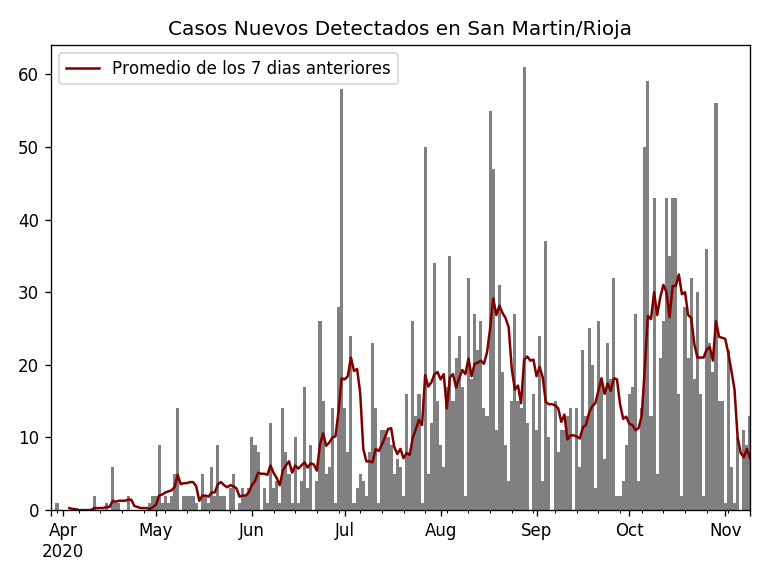 Casos Nuevos Detectados en San Martin/Rioja
Promedio de los 7 dias anteriores
60
50
40
30
20
10
0
Apr May Jun Jul Aug Sep Oct Nov
2020